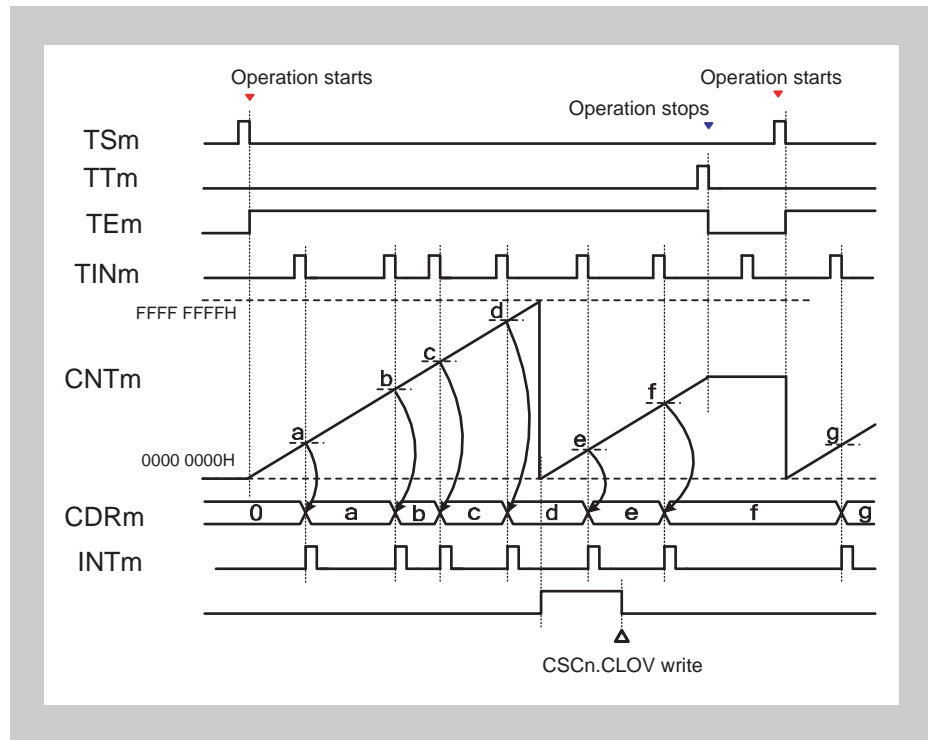 Operation starts
Operation starts
Operation stops
TSm
TTm
TEm
TINm
FFFF FFFFH
d
c
CNTm
b
f
a
e
g
0000 0000H
CDRm 0 a b c d e f g
INTm
CSCn.CLOV write